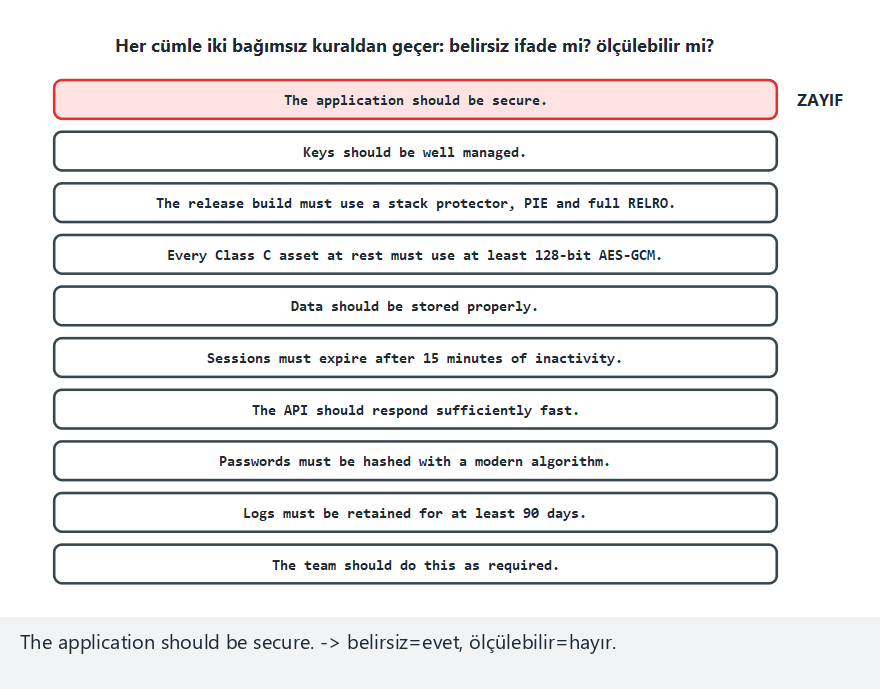 Her cümle iki bağımsız kuraldan geçer: belirsiz ifade mi? ölçülebilir mi?
The application should be secure.
ZAYIF
Keys should be well managed.
The release build must use a stack protector, PIE and full RELRO.
Every Class C asset at rest must use at least 128-bit AES-GCM.
Data should be stored properly.
Sessions must expire after 15 minutes of inactivity.
The API should respond sufficiently fast.
Passwords must be hashed with a modern algorithm.
Logs must be retained for at least 90 days.
The team should do this as required.
The application should be secure. -> belirsiz=evet, ölçülebilir=hayır.